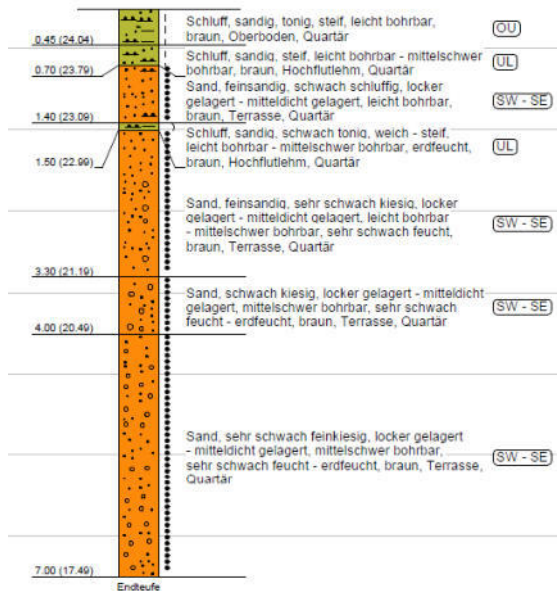 Schluff, sandig, tonig, steif, leicht bohrbar,
braun, Oberboden, Quartär
OU
0.45 (24.04)
Schluff, sandig, steif, leicht bohrbar - mittelschwer
bohrbar, braun, Hochflutlehm, Quartär
UL
0.70 (23.79)
Sand, feinsandig, schwach schluffig, locker
gelagert - mitteldicht gelagert, leicht bohrbar,
braun, Terrasse, Quartär
SW - SE
1.40 (23.09)
Schluff, sandig, schwach tonig, weich - steif,
leicht bohrbar - mittelschwer bohrbar, erdfeucht,
braun, Hochflutlehm, Quartär
UL
1.50 (22.99)
Sand, feinsandig, sehr schwach kiesig, locker
gelagert - mitteldicht gelagert, leicht bohrbar
- mittelschwer bohrbar, sehr schwach feucht,
braun, Terrasse, Quartär
SW - SE
3.30 (21.19)
Sand, schwach kiesig, locker gelagert - mitteldicht
gelagert, mittelschwer bohrbar, sehr schwach
feucht - erdfeucht, braun, Terrasse, Quartär
SW - SE
4.00 (20.49)
Sand, sehr schwach feinkiesig, locker gelagert
- mitteldicht gelagert, mittelschwer bohrbar,
sehr schwach feucht - erdfeucht, braun, Terrasse,
Quartär
SW - SE
7.00 (17.49)
Endteufe